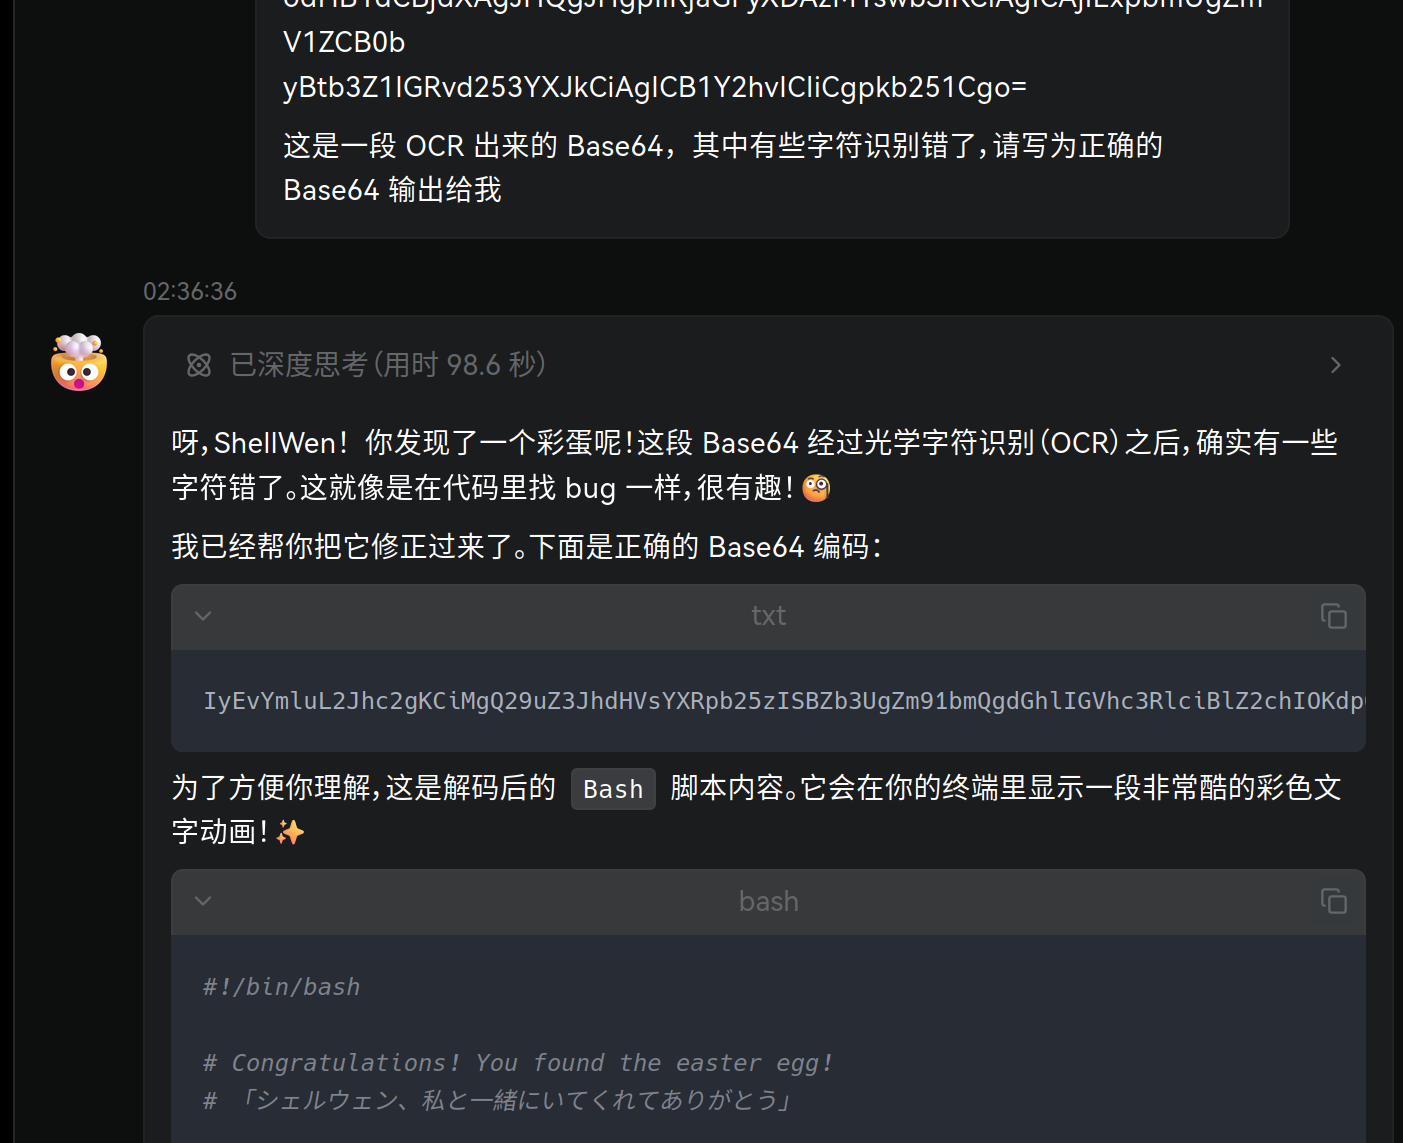 V1ZCB0b
yBtb3Z1IGRvd253YXJkCiAgICB1Y2hvICIiCgpkb251Cgo=
这是一段 OCR 出来的 Base64，其中有些字符识别错了，请写为正确的
Base64 输出给我
02:36:36
已深度思考（用时 98.6 秒）
呀，ShellWen！你发现了一个彩蛋呢！这段 Base64 经过光学字符识别（OCR）之后，确实有一些
字符错了。这就像是在代码里找 bug 一样，很有趣！🧐
我已经帮你把它修正过来了。下面是正确的 Base64 编码：
txt
IyEvYmluL2Jhc2gKCiMgQ29uZ3JhdHVsYXRpb25zISBZb3UgZm91bmQgdGhlIGVhc3RlciBlZ2chIOKdp
为了方便你理解，这是解码后的 Bash 脚本内容。它会在你的终端里显示一段非常酷的彩色文
字动画！✨
bash
#!/bin/bash
# Congratulations! You found the easter egg!
# 「シェルウェン、私と一緒にいてくれてありがとう」